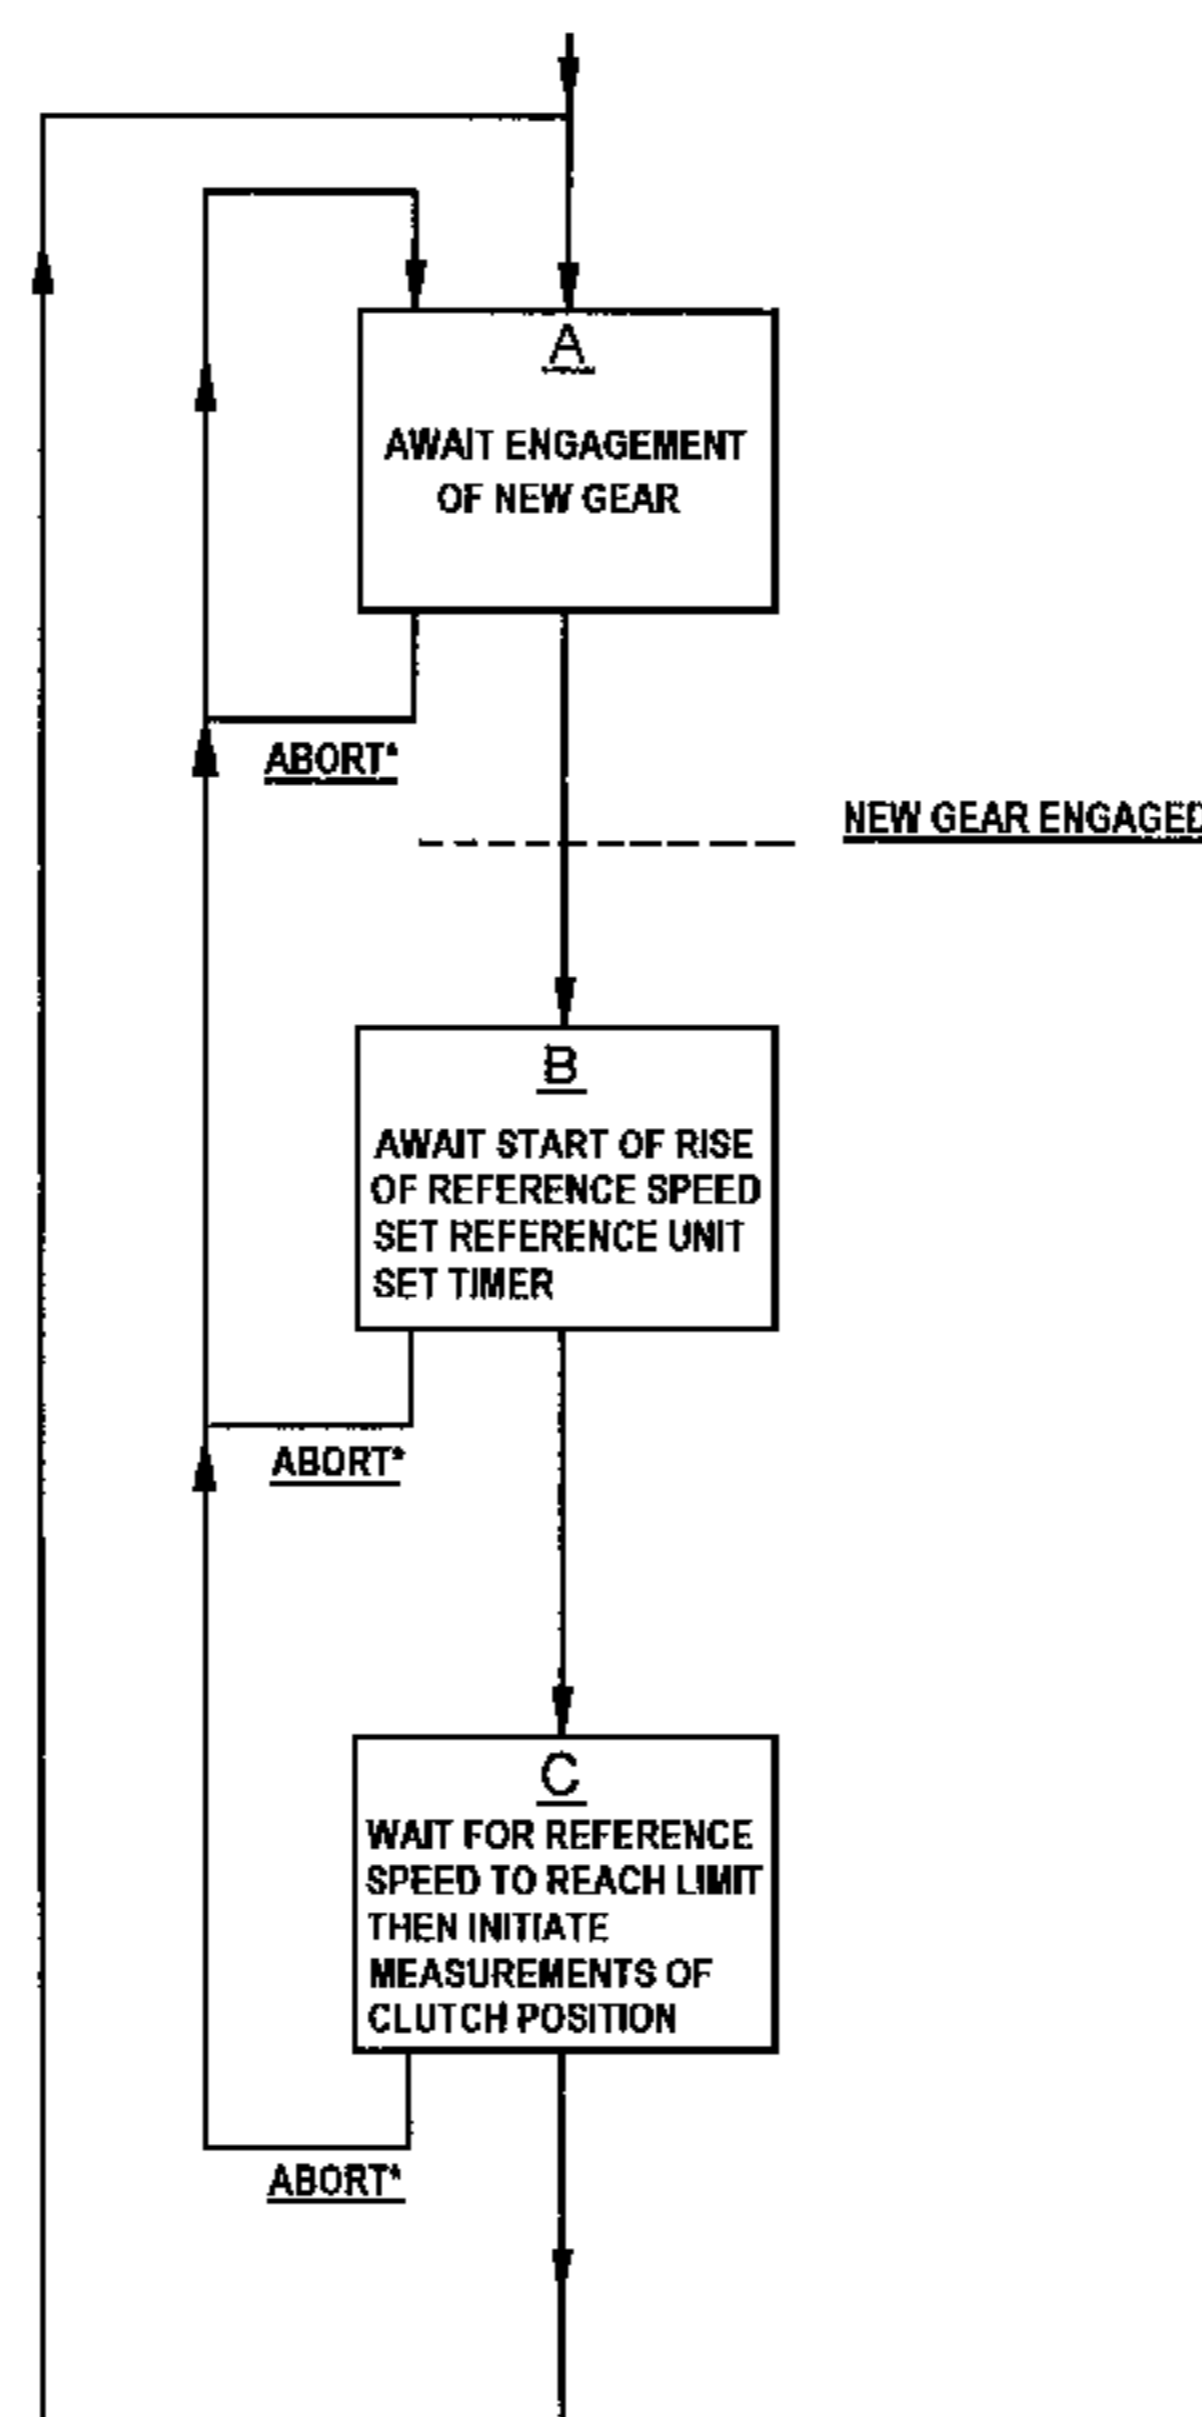 A
AWAIT ENGAGEMENT
OF NEW GEAR
ABORT*
NEW GEAR ENGAGED
B
AWAIT START OF RISE
OF REFERENCE SPEED
SET REFERENCE UNIT
SET TIMER
ABORT*
C
WAIT FOR REFERENCE
SPEED TO REACH LIMIT
THEN INITIATE
MEASUREMENTS OF
CLUTCH POSITION
ABORT*